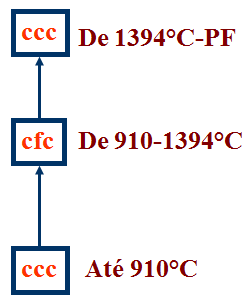 ccc De 1394°C-PF
cfc De 910-1394°C
ccc Até 910°C